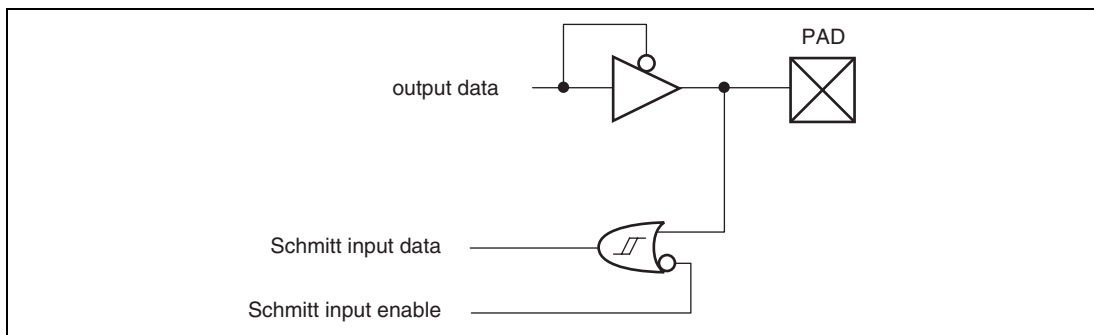 PAD
output data
Schmitt input data
Schmitt input enable